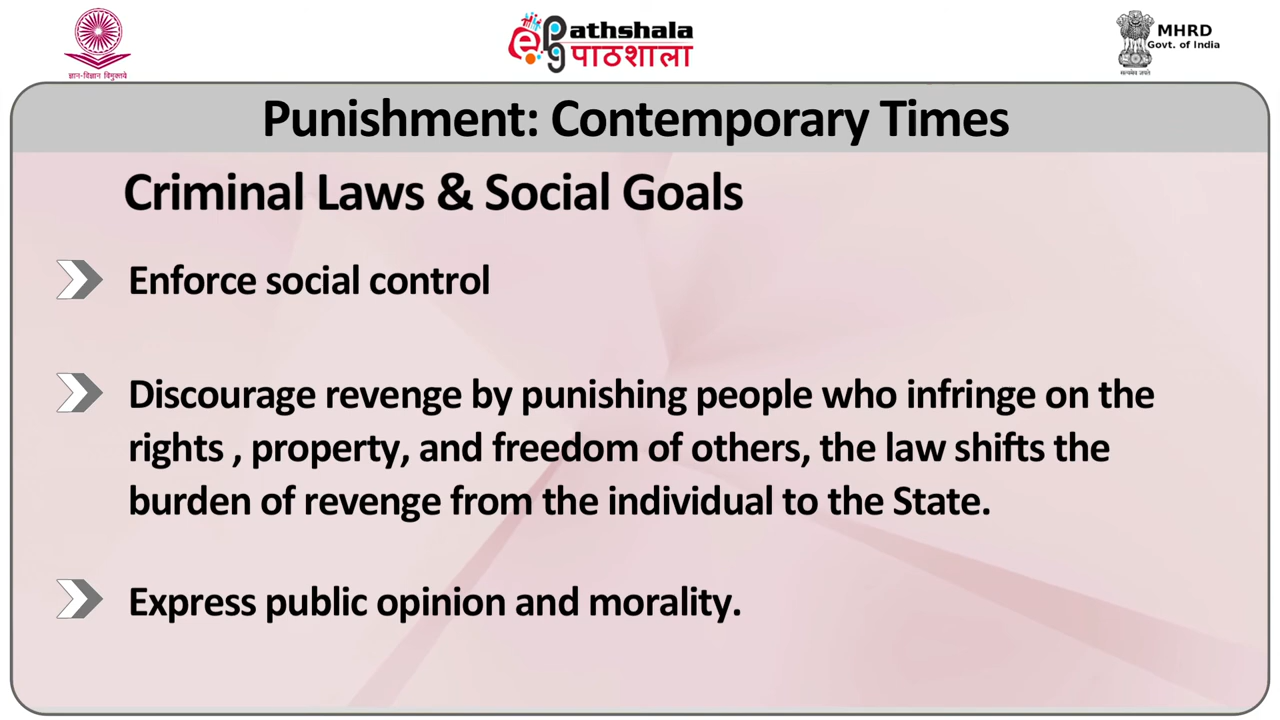 ज्ञान-विज्ञान विमुक्तये
ePathshala
पाठशाला
MHRD
Govt. of India
सत्यमेव जयते
Punishment: Contemporary Times
Criminal Laws & Social Goals
Enforce social control
Discourage revenge by punishing people who infringe on the
rights , property, and freedom of others, the law shifts the
burden of revenge from the individual to the State.
Express public opinion and morality.